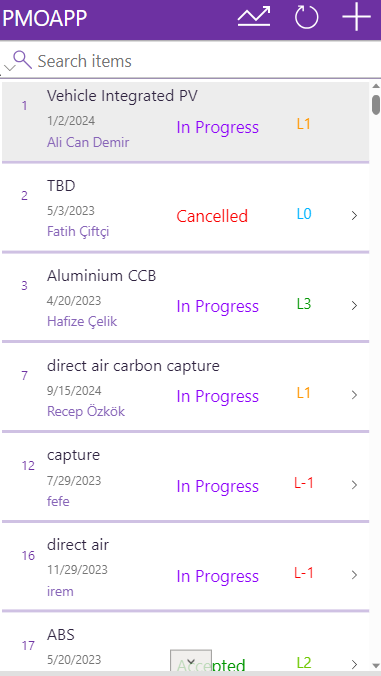 PMOAPP
Search items
1
Vehicle Integrated PV
1/2/2024
In Progress
L1
Ali Can Demir
2
TBD
5/3/2023
Cancelled
L0
Fatih Çiftçi
3
Aluminium CCB
4/20/2023
In Progress
L3
Hafize Çelik
7
direct air carbon capture
9/15/2024
In Progress
L1
Recep Özkök
12
capture
7/29/2023
In Progress
L-1
fefe
16
direct air
11/29/2023
In Progress
L-1
irem
17
ABS
5/20/2023
Accepted
L2